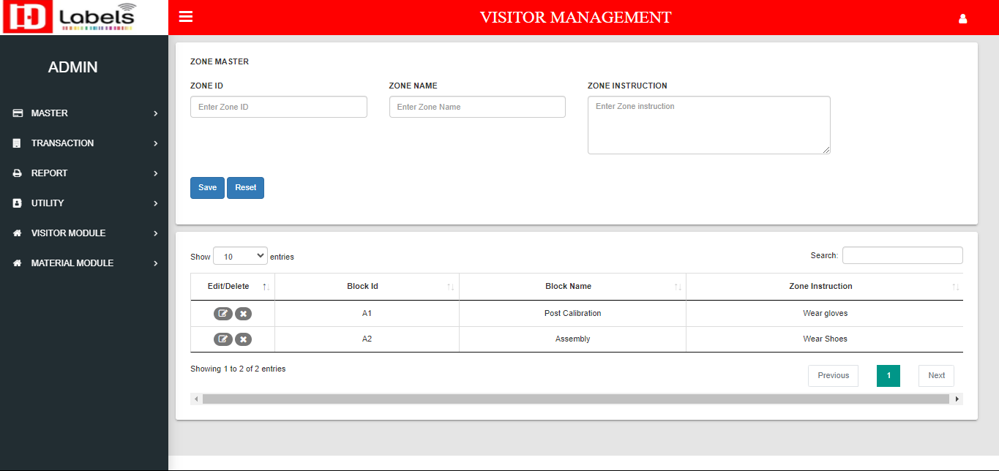 ID Labels
VISITOR MANAGEMENT
ADMIN
MASTER
TRANSACTION
REPORT
UTILITY
VISITOR MODULE
MATERIAL MODULE
ZONE MASTER
ZONE ID ZONE NAME ZONE INSTRUCTION
Enter Zone ID Enter Zone Name Enter Zone instruction
Save Reset
Show 10 entries Search:
Edit/Delete Block Id Block Name Zone Instruction
A1 Post Calibration Wear gloves
A2 Assembly Wear Shoes
Showing 1 to 2 of 2 entries
Previous 1 Next